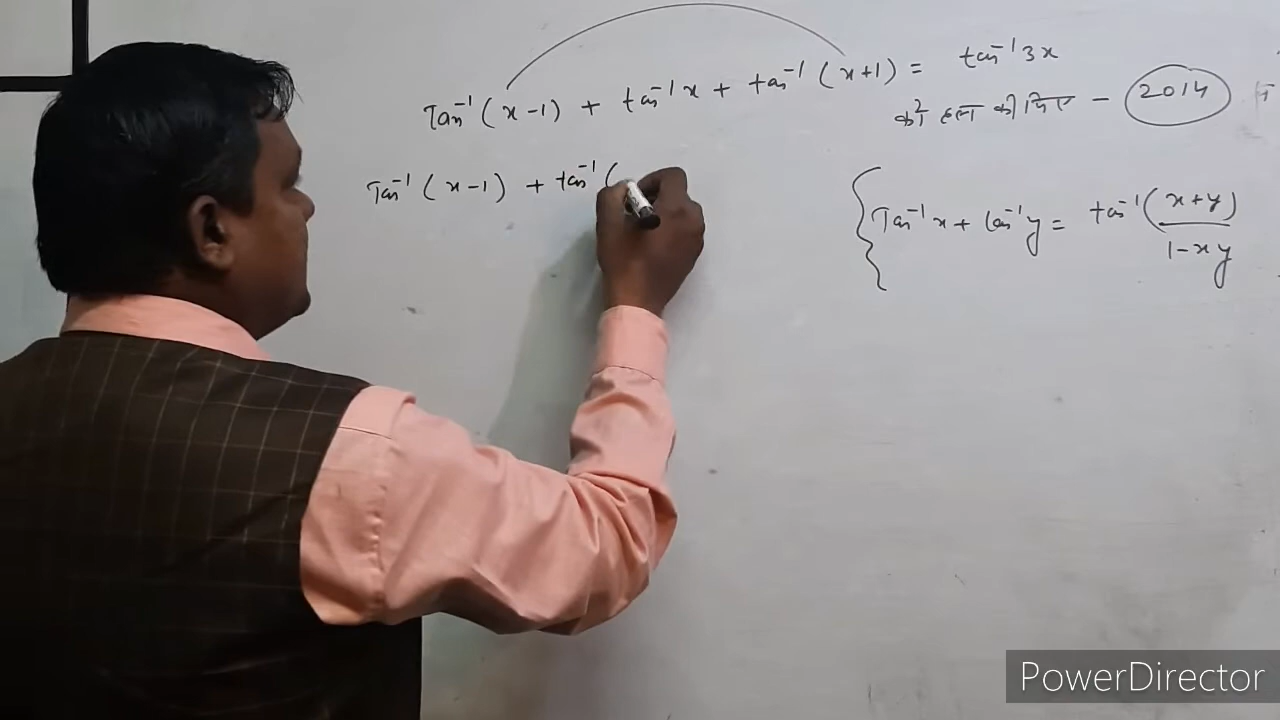 Tan⁻¹(x-1) + tan⁻¹x + tan⁻¹(x+1) = tan⁻¹3x
को हल कीजिए - 2014
Tan⁻¹(x-1) + tan⁻¹(
{Tan⁻¹x + tan⁻¹y = tan⁻¹(x+y)/1-xy
PowerDirector